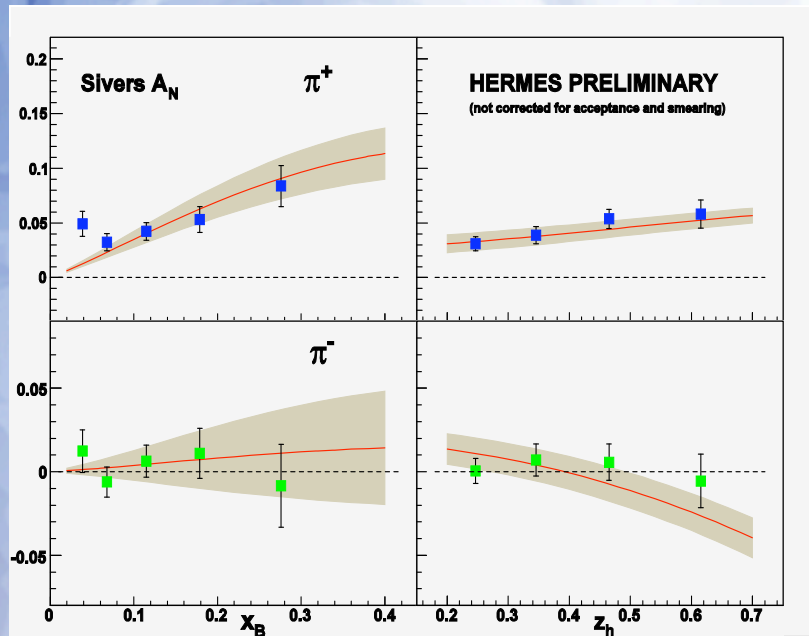 0.2
0.15
0.1
0.05
0
Sivers A_N
π⁺
HERMES PRELIMINARY
(not corrected for acceptance and smearing)
0.05
0
-0.05
π⁻
0 0.1 0.2 0.3 0.4
x_B
0.2 0.3 0.4 0.5 0.6 0.7
z_h